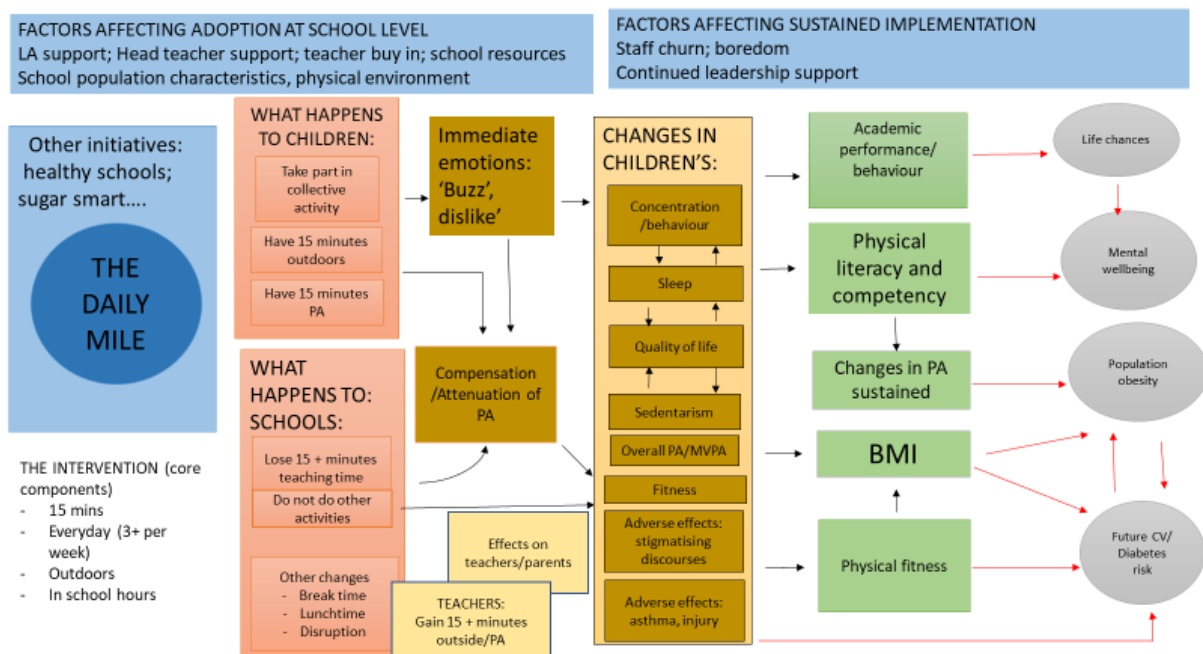 FACTORS AFFECTING ADOPTION AT SCHOOL LEVEL
LA support; Head teacher support; teacher buy in; school resources
School population characteristics, physical environment
FACTORS AFFECTING SUSTAINED IMPLEMENTATION
Staff churn; boredom
Continued leadership support
Other initiatives:
healthy schools;
sugar smart....
THE
DAILY
MILE
THE INTERVENTION (core
components)
- 15 mins
- Everyday (3+ per
week)
- Outdoors
- In school hours
WHAT HAPPENS
TO CHILDREN:
Take part in
collective
activity
Have 15 minutes
outdoors
Have 15 minutes
PA
WHAT
HAPPENS TO:
SCHOOLS:
Lose 15 + minutes
teaching time
Do not do other
activities
Other changes
- Break time
- Lunchtime
- Disruption
Immediate
emotions:
‘Buzz’,
dislike’
Compensation
/Attenuation of
PA
Effects on
teachers/parents
TEACHERS:
Gain 15 + minutes
outside/PA
CHANGES IN
CHILDREN’S:
Concentration
/behaviour
Sleep
Quality of life
Sedentarism
Overall PA/MVPA
Fitness
Adverse effects:
stigmatising
discourses
Adverse effects:
asthma, injury
Academic
performance/
behaviour
Physical
literacy and
competency
Changes in PA
sustained
BMI
Physical fitness
Life chances
Mental
wellbeing
Population
obesity
Future CV/
Diabetes
risk